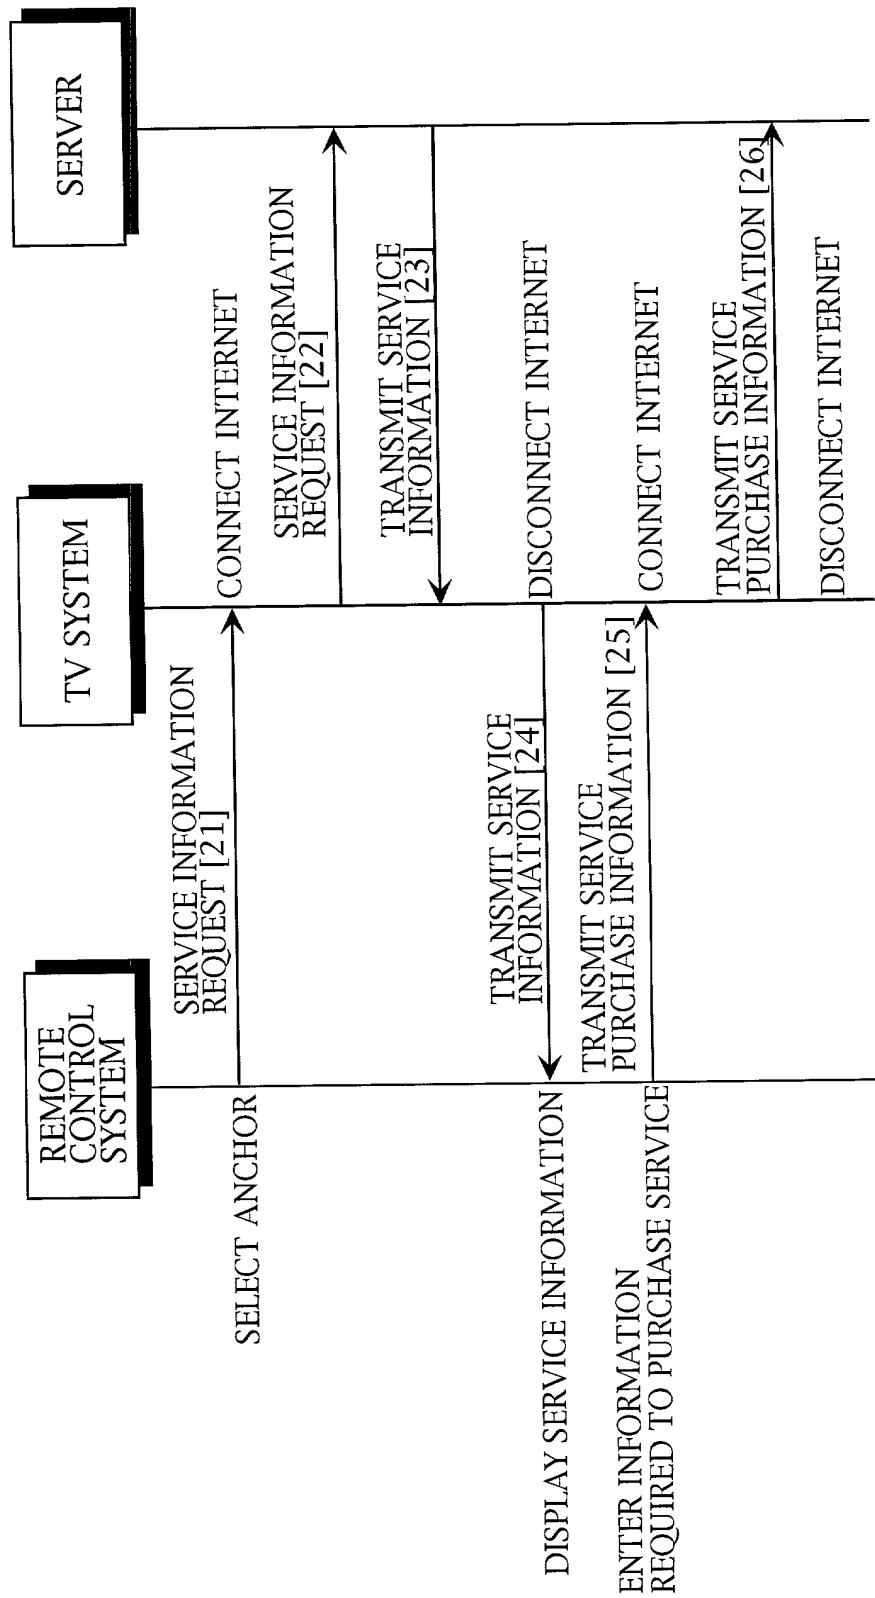 REMOTE
CONTROL
SYSTEM
TV SYSTEM
SERVER
SELECT ANCHOR
SERVICE INFORMATION
REQUEST [21]
CONNECT INTERNET
SERVICE INFORMATION
REQUEST [22]
TRANSMIT SERVICE
INFORMATION [23]
DISCONNECT INTERNET
TRANSMIT SERVICE
INFORMATION [24]
DISPLAY SERVICE INFORMATION
ENTER INFORMATION
REQUIRED TO PURCHASE SERVICE
TRANSMIT SERVICE
PURCHASE INFORMATION [25]
CONNECT INTERNET
TRANSMIT SERVICE
PURCHASE INFORMATION [26]
DISCONNECT INTERNET